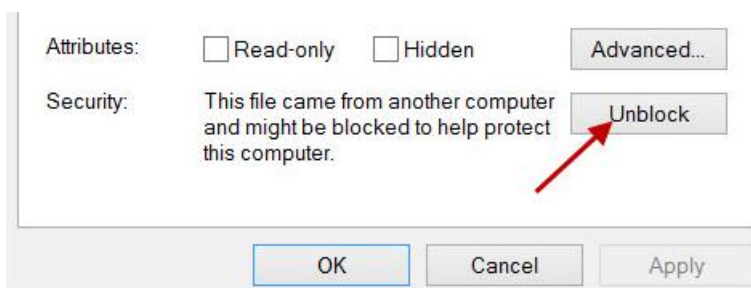 Attributes: Read-only Hidden Advanced...
Security: This file came from another computer Unblock
and might be blocked to help protect
this computer.
OK Cancel Apply